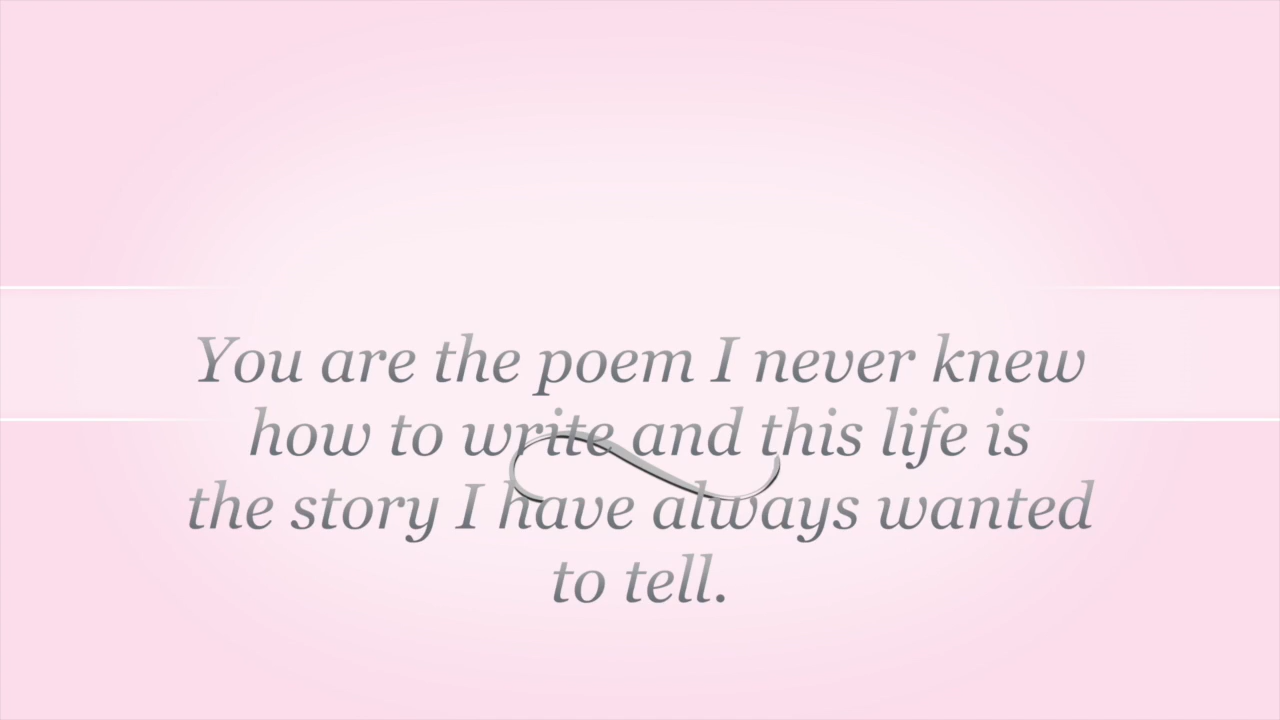 You are the poem I never knew
how to write and this life is
the story I have always wanted
to tell.